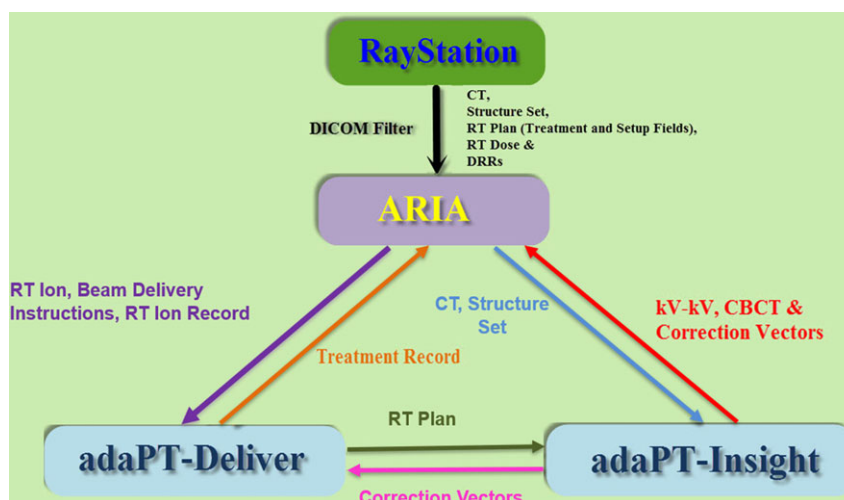 RayStation
DICOM Filter
CT,
Structure Set,
RT Plan (Treatment and Setup Fields),
RT Dose &
DRRs
ARIA
RT Ion, Beam Delivery
Instructions, RT Ion Record
Treatment Record
CT, Structure
Set
kV-kV, CBCT &
Correction Vectors
RT Plan
adaPT-Deliver
adaPT-Insight
Correction Vectors